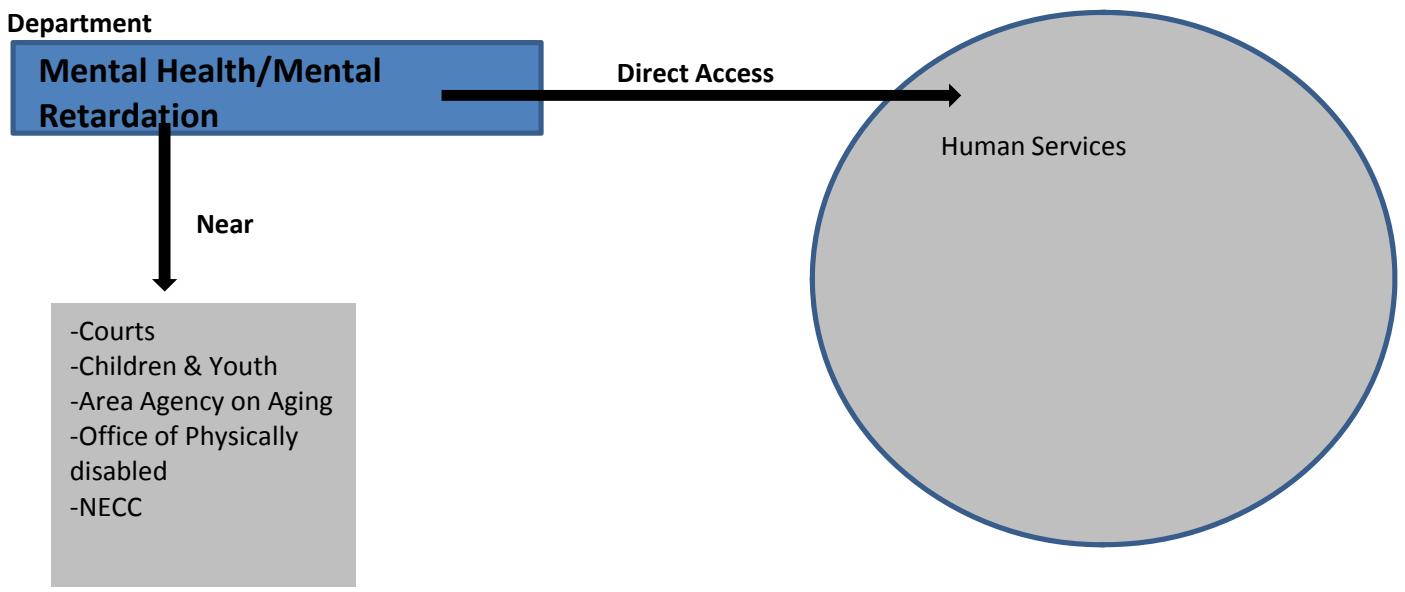 Department
Mental Health/Mental
Retardation
Direct Access
Human Services
Near
-Courts
-Children & Youth
-Area Agency on Aging
-Office of Physically
disabled
-NECC